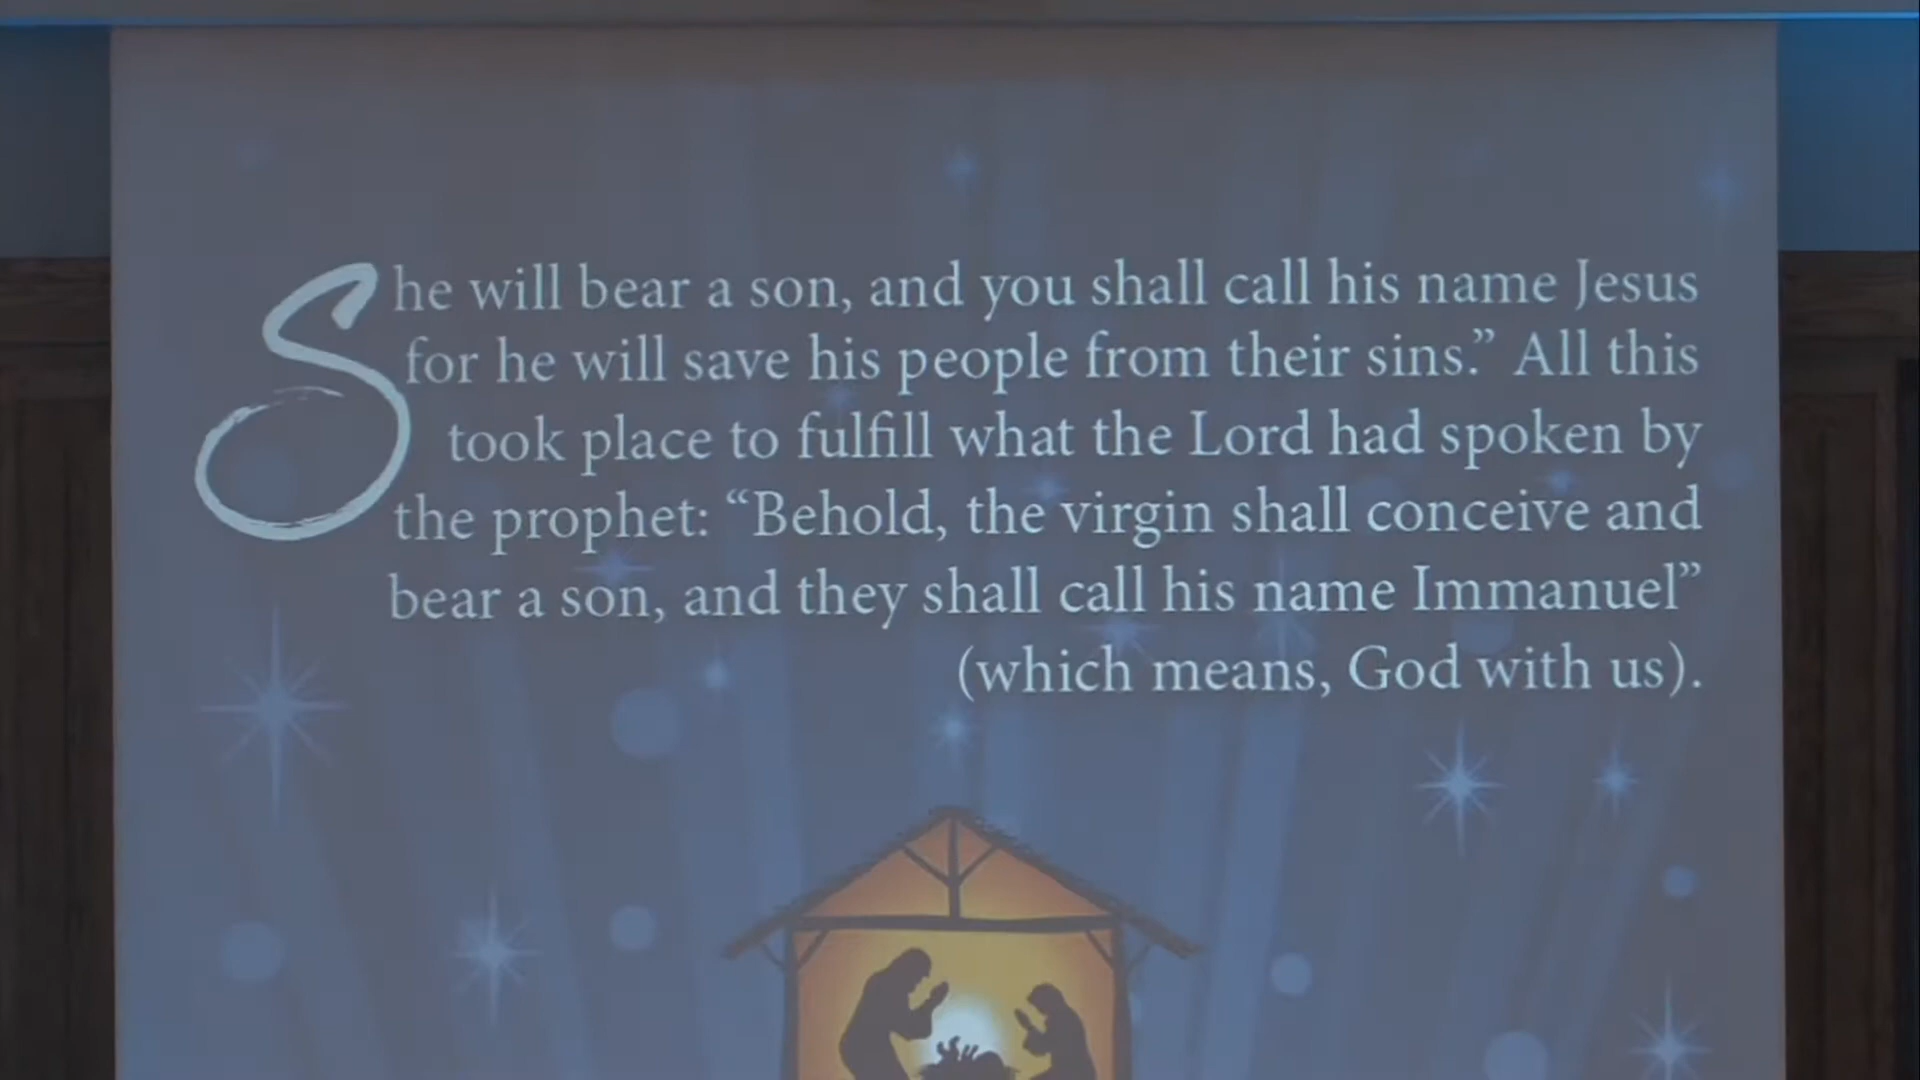 She will bear a son, and you shall call his name Jesus
for he will save his people from their sins.” All this
took place to fulfill what the Lord had spoken by
the prophet: “Behold, the virgin shall conceive and
bear a son, and they shall call his name Immanuel”
(which means, God with us).